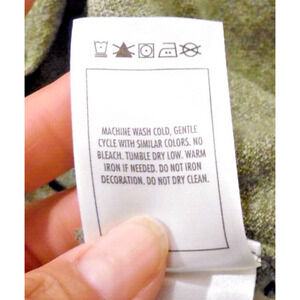 MACHINE WASH COLD, GENTLE
CYCLE WITH SIMILAR COLORS. NO
BLEACH. TUMBLE DRY LOW. WARM
IRON IF NEEDED. DO NOT IRON
DECORATION. DO NOT DRY CLEAN.